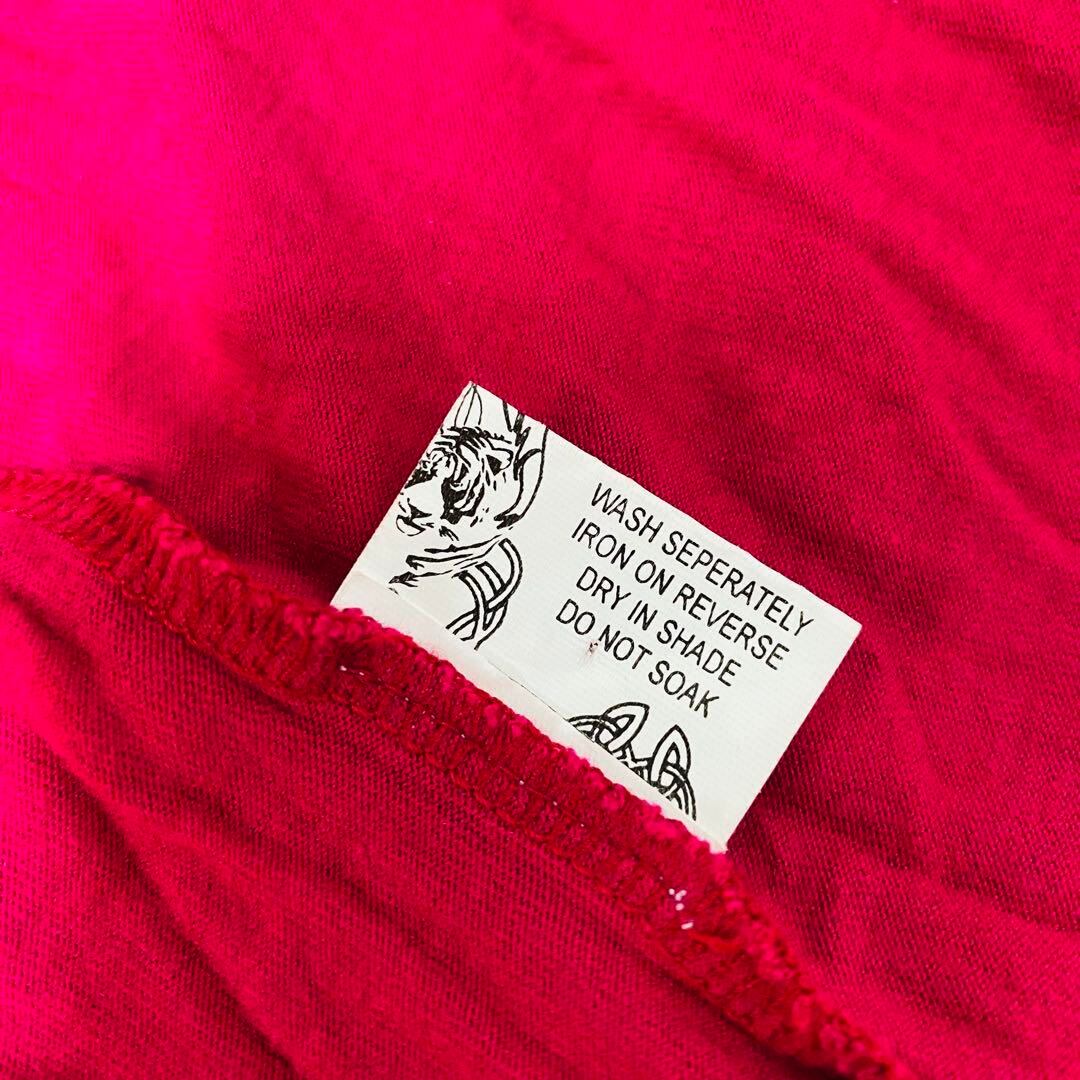 WASH SEPERATELY
IRON ON REVERSE
DRY IN SHADE
DO NOT SOAK